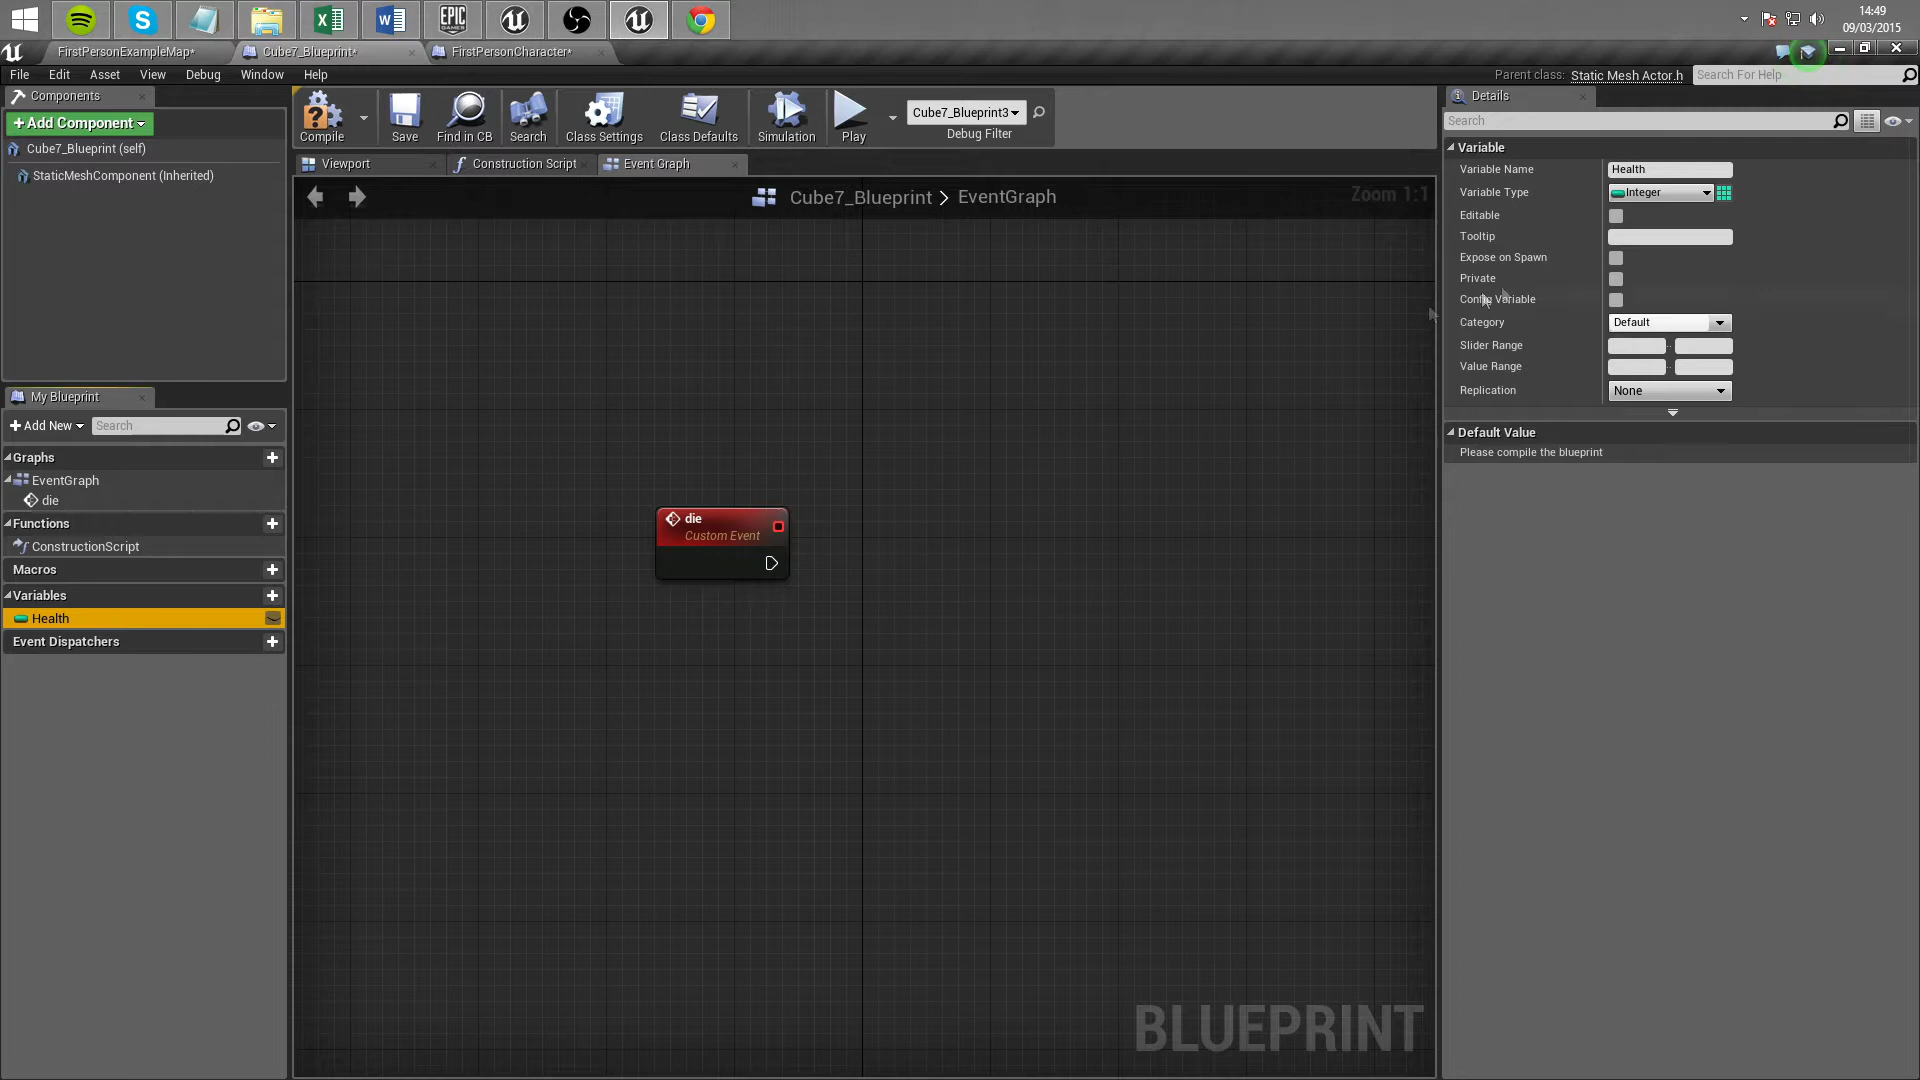 14:49
09/03/2015
FirstPersonExampleMap*
Cube7_Blueprint*
FirstPersonCharacter*
File Edit Asset View Debug Window Help
Parent class: Static Mesh Actor.h
Search For Help
Components
+Add Component
Cube7_Blueprint (self)
StaticMeshComponent (Inherited)
Compile
Save
Find in CB
Search
Class Settings
Class Defaults
Simulation
Play
Cube7_Blueprint3
Debug Filter
Viewport
Construction Script
Event Graph
Cube7_Blueprint > EventGraph
Zoom 1:1
die
Custom Event
BLUEPRINT
My Blueprint
+Add New
Search
Graphs
EventGraph
die
Functions
ConstructionScript
Macros
Variables
Health
Event Dispatchers
Details
Search
Variable
Variable Name Health
Variable Type Integer
Editable
Tooltip
Expose on Spawn
Private
Config Variable
Category Default
Slider Range
Value Range
Replication None
Default Value
Please compile the blueprint